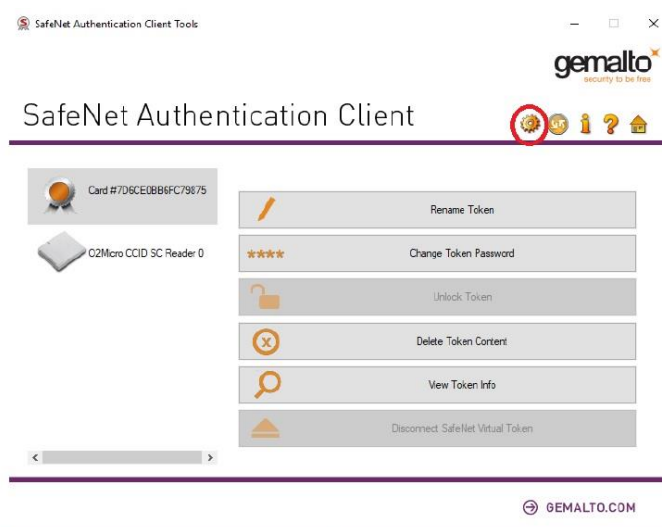 SafeNet Authentication Client Tools
gemalto
security to be free
SafeNet Authentication Client
Card #7D6CE0BB6FC79875
O2Micro CCID SC Reader 0
Rename Token
**** Change Token Password
Unlock Token
Delete Token Content
View Token Info
Disconnect SafeNet Virtual Token
GEMALTO.COM